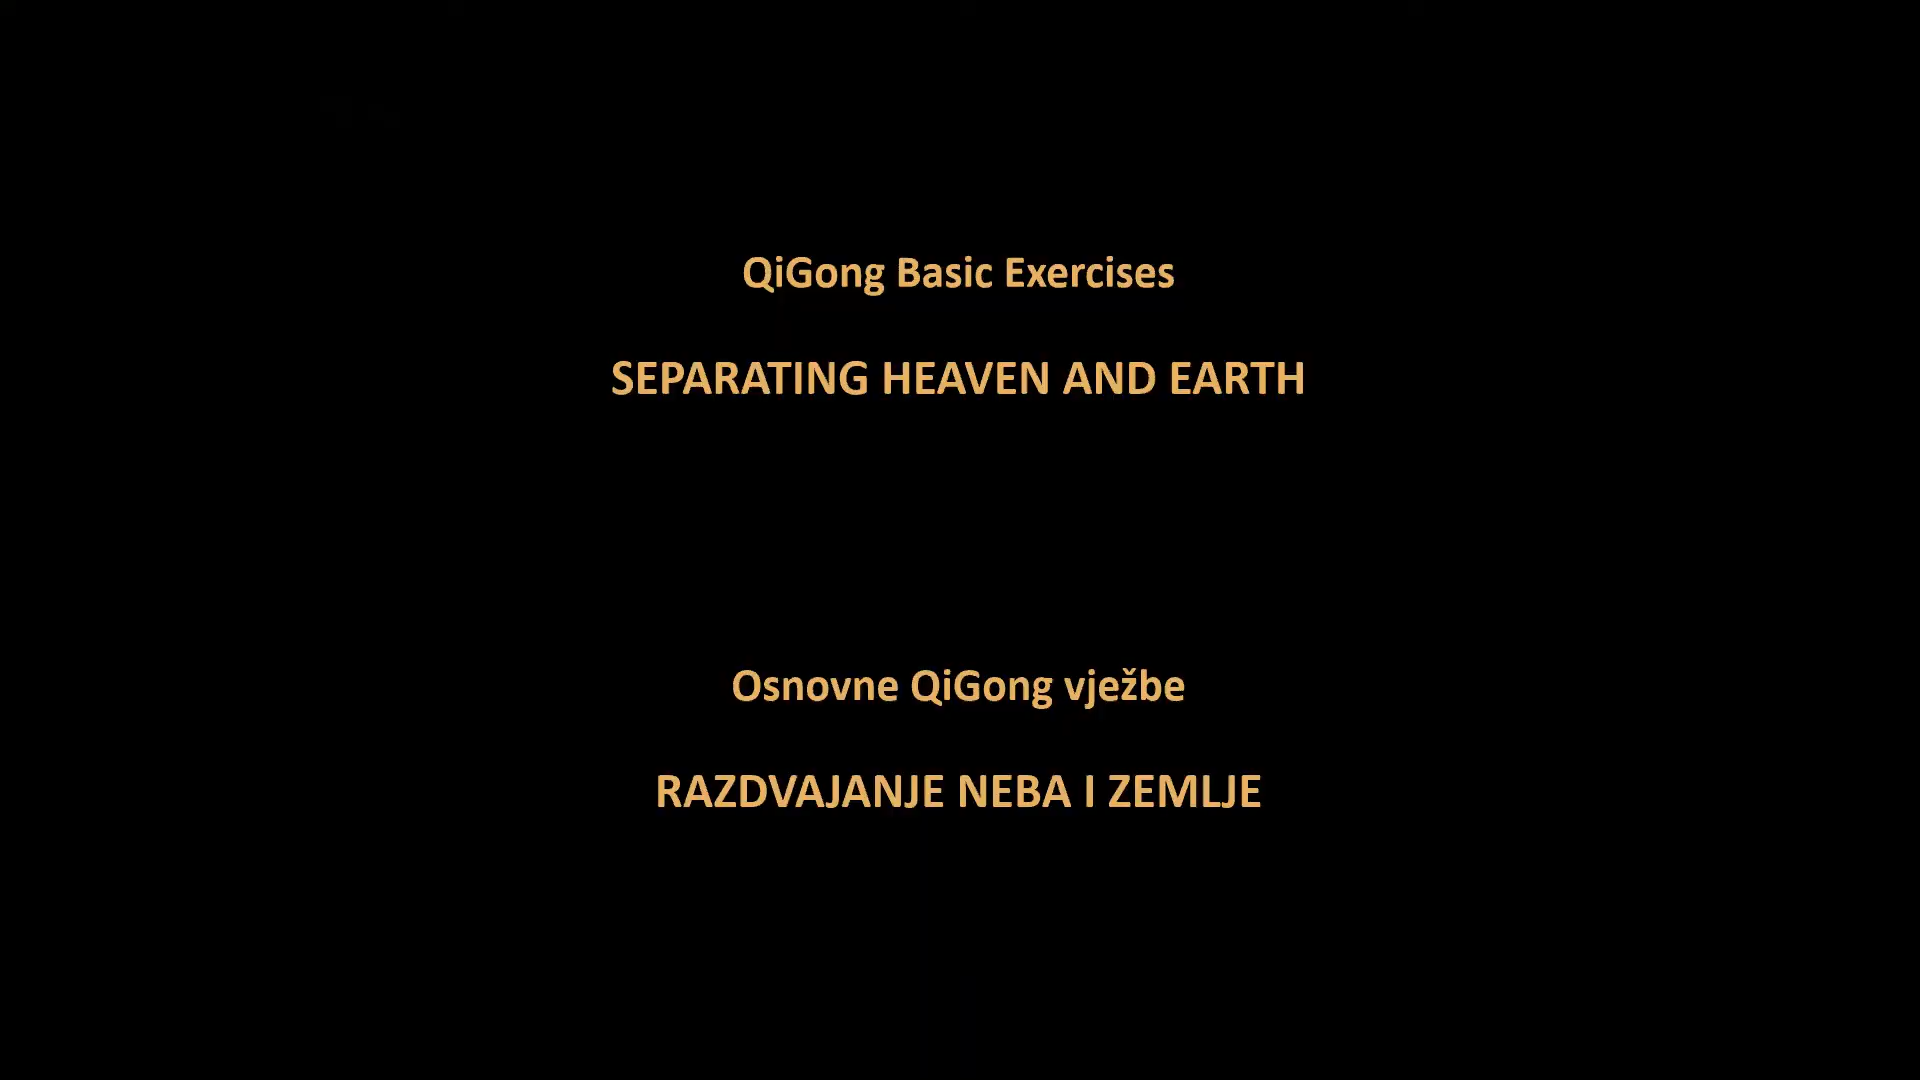 QiGong Basic Exercises
SEPARATING HEAVEN AND EARTH
Osnovne QiGong vježbe
RAZDVAJANJE NEBA I ZEMLJE